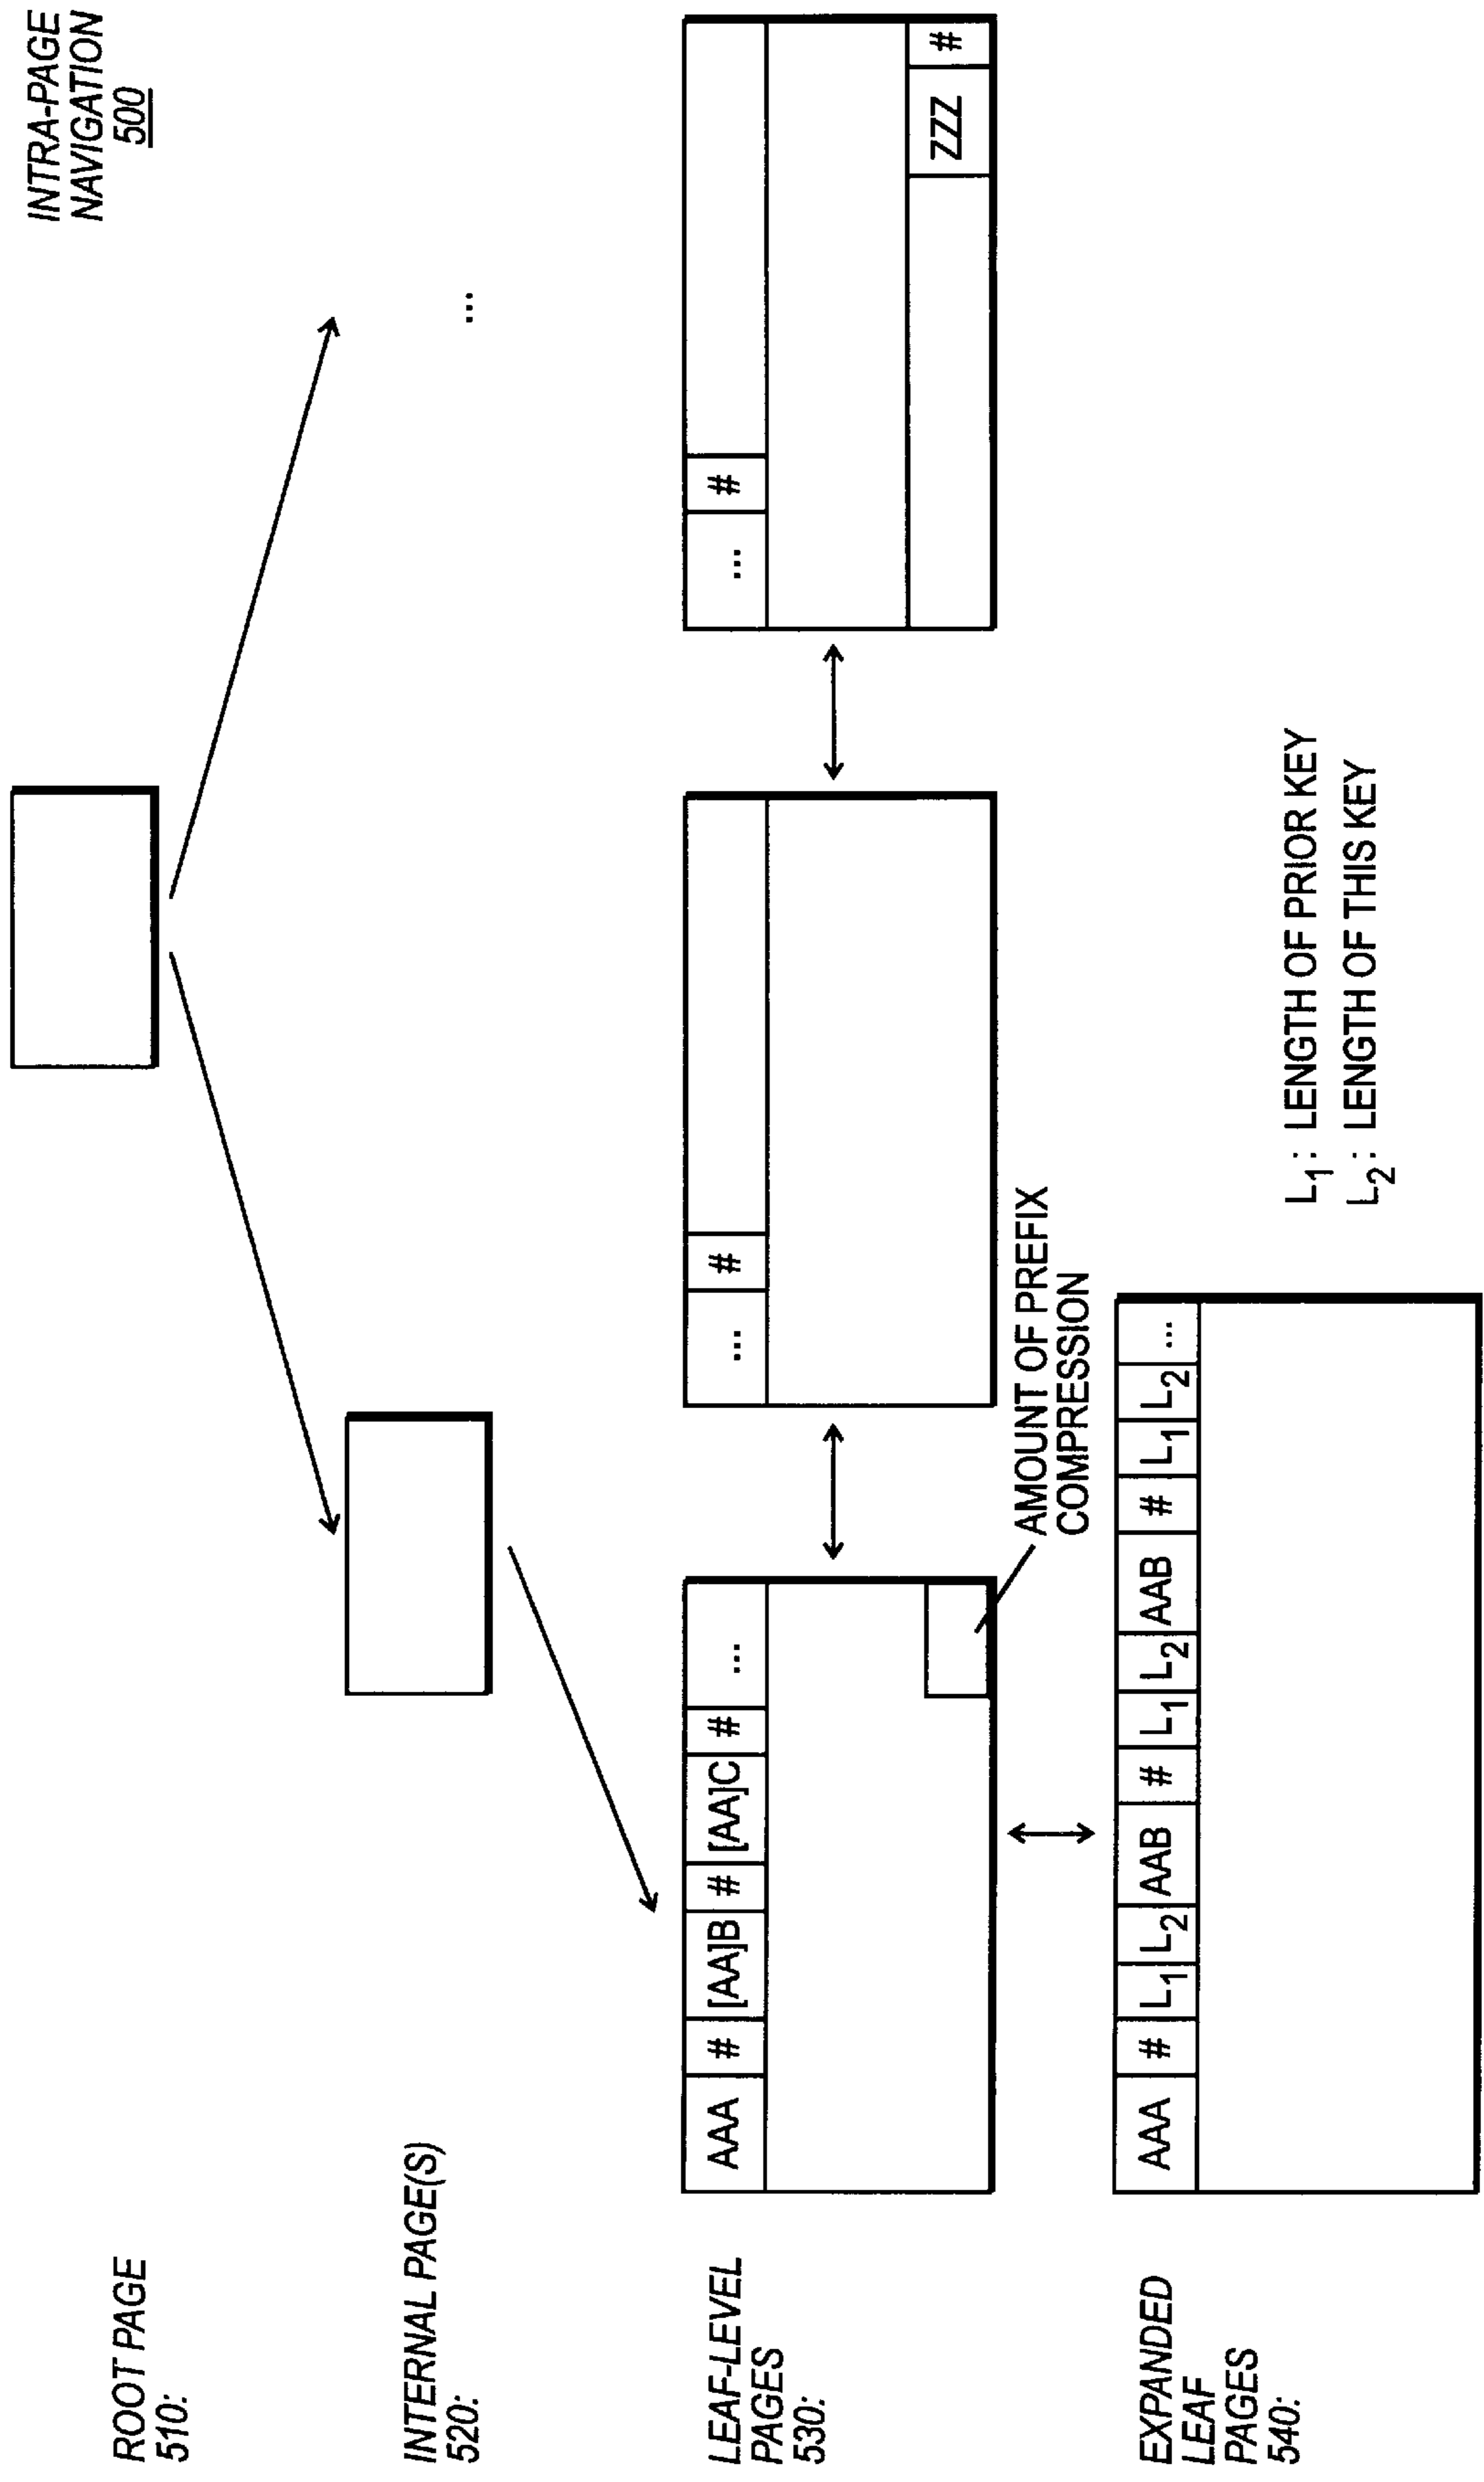 INTRA-PAGE
NAVIGATION
500
ROOT PAGE
510:
INTERNAL PAGE(S)
520:
...
LEAF-LEVEL
PAGES
530:
AAA # [AA]B # [AA]C # ...
... #
... #
ZZZ #
AMOUNT OF PREFIX
COMPRESSION
EXPANDED
LEAF
PAGES
540:
AAA # L1 L2 AAB # L1 L2 AAB # L1 L2 ...
L1: LENGTH OF PRIOR KEY
L2: LENGTH OF THIS KEY